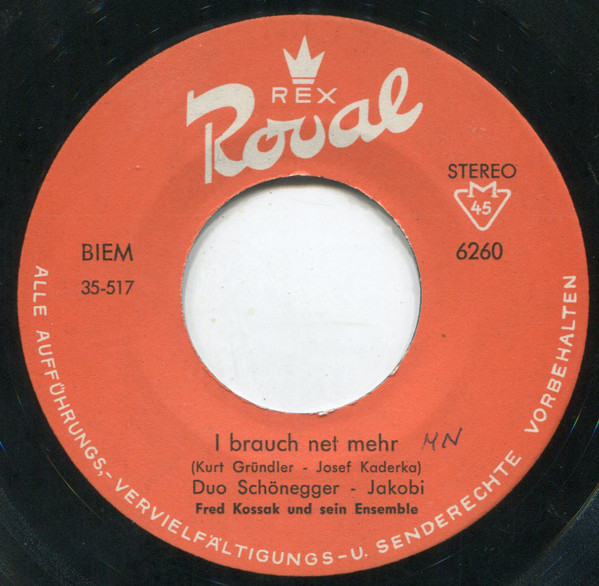 REX
Royal
STEREO
M
45
BIEM
6260
35-517
I brauch net mehr MN
(Kurt Gründler - Josef Kaderka)
Duo Schönegger - Jakobi
Fred Kossak und sein Ensemble
ALLE AUFFÜHRUNGS,- VERVIELFÄLTIGUNGS-U. SENDERECHTE VORBEHALTEN